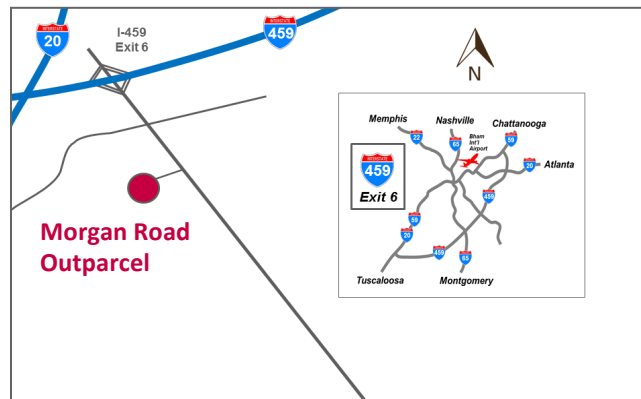 INTERSTATE
20
I-459
Exit 6
INTERSTATE
459
N
Morgan Road
Outparcel
Memphis
Nashville
Chattanooga
22
65
Bham
Int'l
Airport
59
20
Atlanta
INTERSTATE
459
Exit 6
459
59
20
459
65
Tuscaloosa
Montgomery